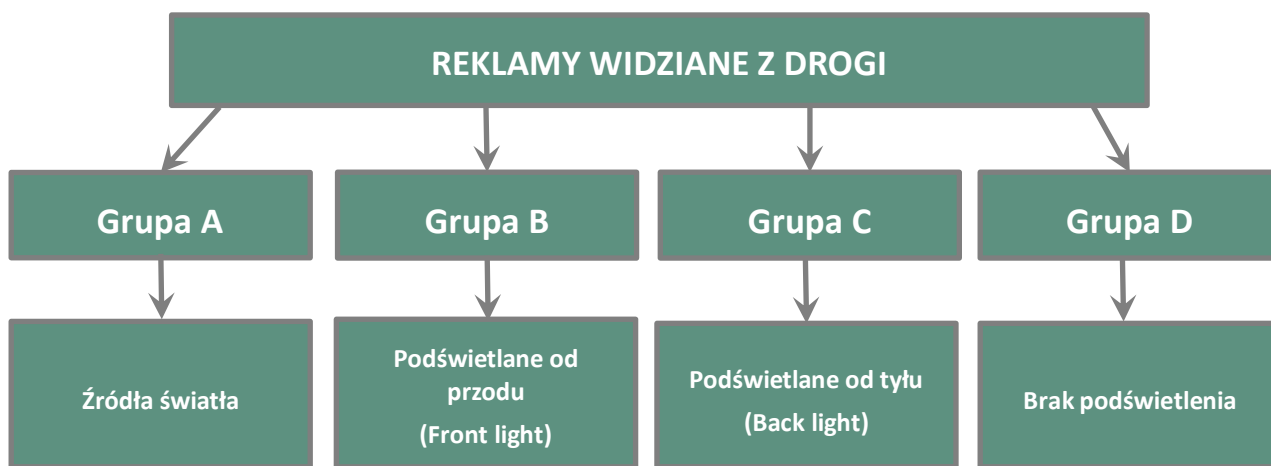 REKLAMY WIDZIANE Z DROGI
Grupa A
Grupa B
Grupa C
Grupa D
Źródła światła
Podświetlane od
przodu
(Front light)
Podświetlane od tyłu
(Back light)
Brak podświetlenia